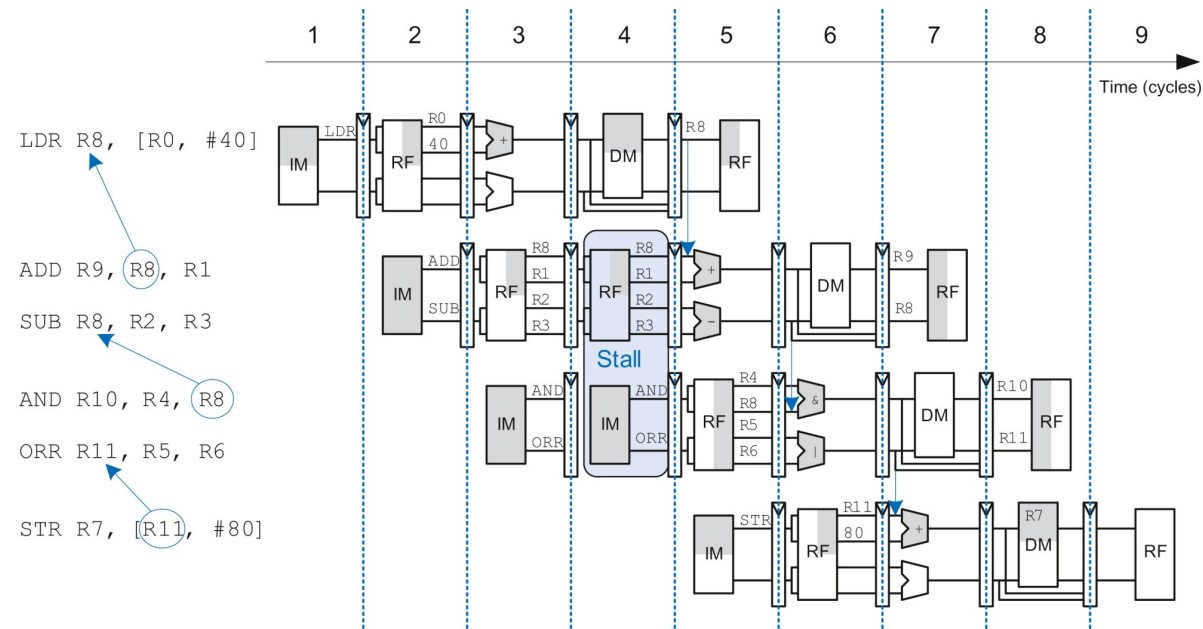 1 2 3 4 5 6 7 8 9
Time (cycles)
LDR R8, [R0, #40]
IM LDR RF R0 40 + DM R8 RF
ADD R9, R8, R1
SUB R8, R2, R3
IM ADD SUB RF R8 R1 R2 R3 RF R8 R1 R2 R3 + - DM R9 R8 RF
Stall
AND R10, R4, R8
ORR R11, R5, R6
IM AND ORR IM AND ORR RF R4 R8 R5 R6 & | DM R10 R11 RF
STR R7, [R11, #80]
IM STR RF R11 80 + R7 DM RF